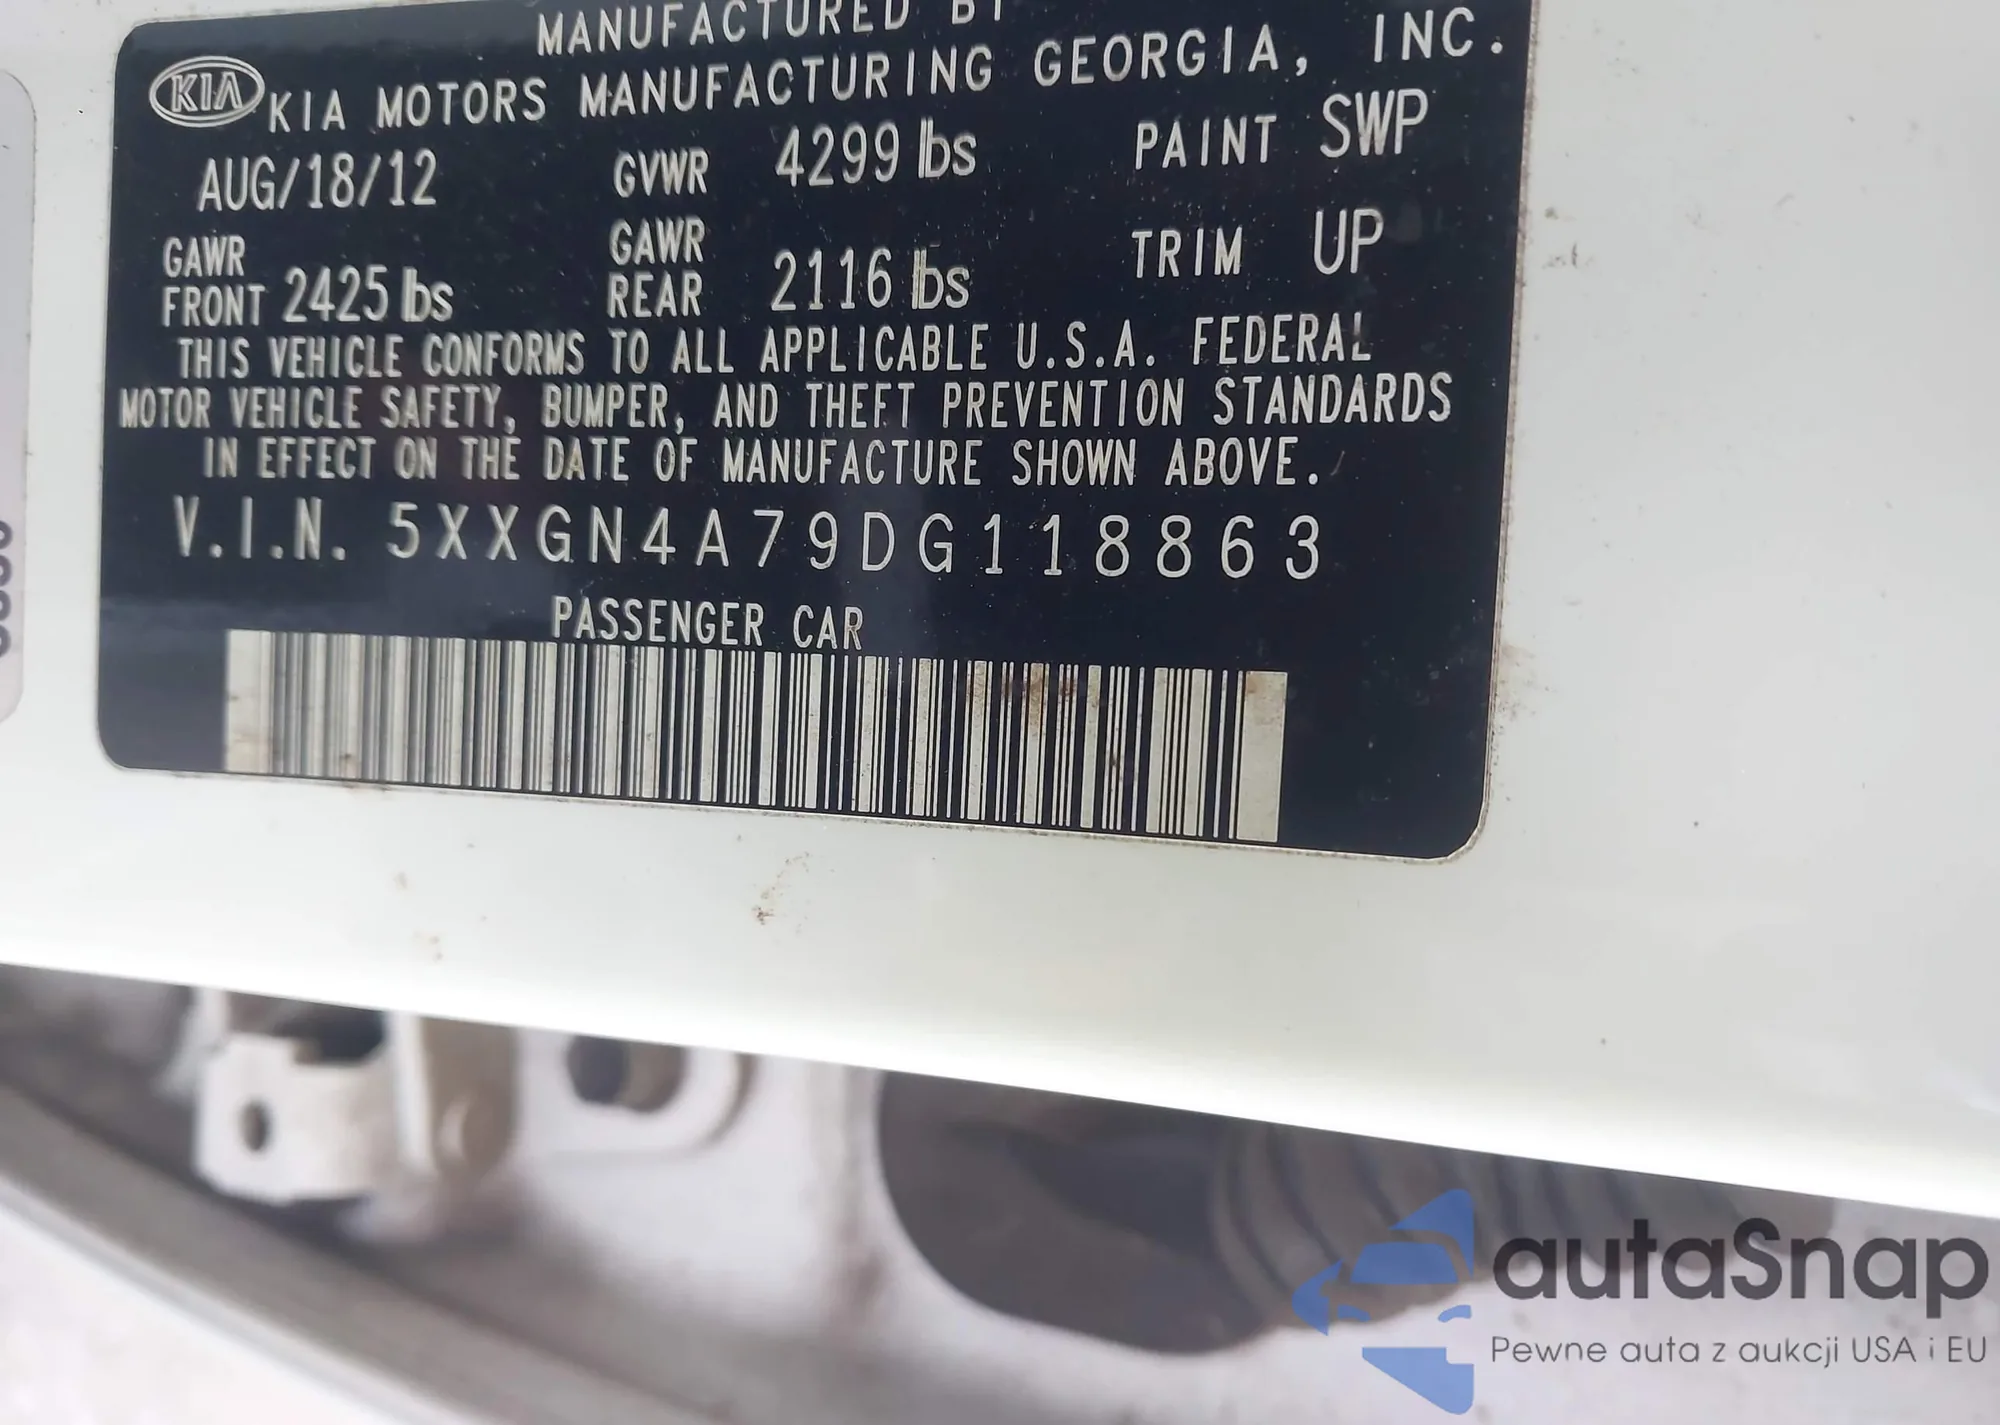 MANUFACTURED BY
KIA KIA MOTORS MANUFACTURING GEORGIA, INC.
AUG/18/12 GVWR 4299 lbs PAINT SWP
GAWR FRONT 2425 lbs GAWR REAR 2116 lbs TRIM UP
THIS VEHICLE CONFORMS TO ALL APPLICABLE U.S.A. FEDERAL
MOTOR VEHICLE SAFETY, BUMPER, AND THEFT PREVENTION STANDARDS
IN EFFECT ON THE DATE OF MANUFACTURE SHOWN ABOVE.
V.I.N. 5XXGN4A79DG118863
PASSENGER CAR
autaSnap
Pewne auta z aukcji USA i EU